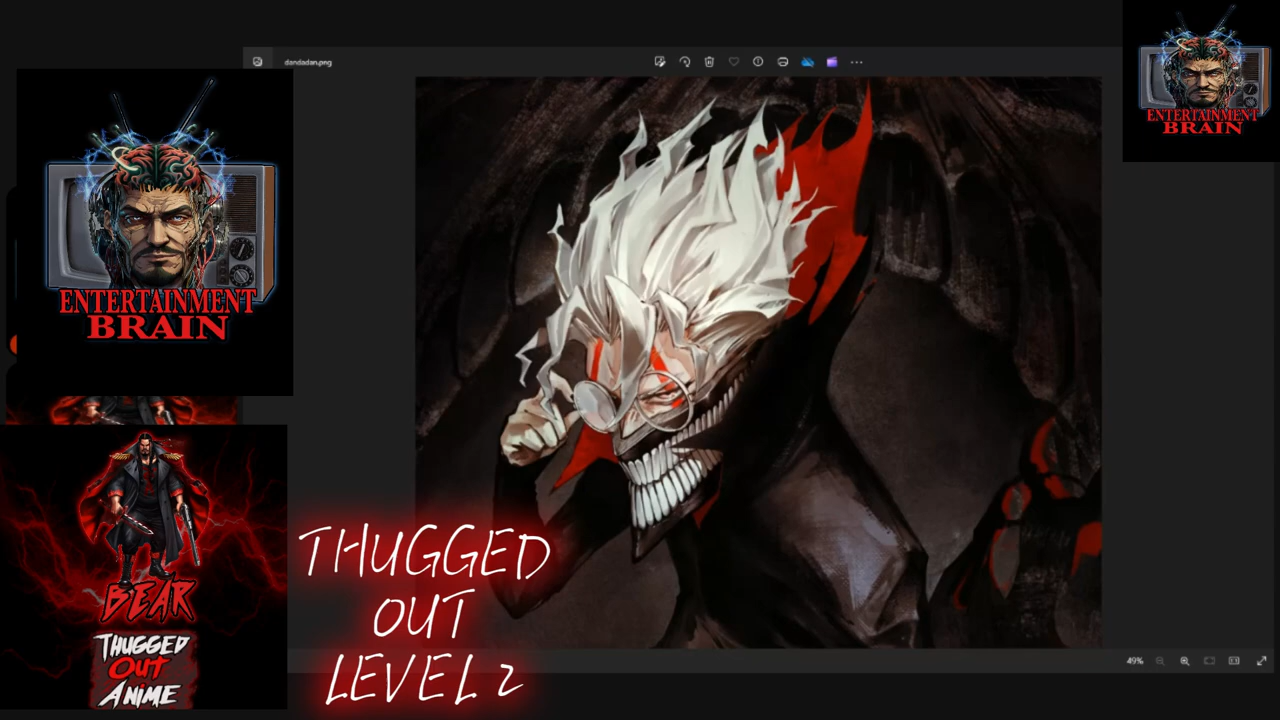 dandadan.png
ENTERTAINMENT
BRAIN
ENTERTAINMENT
BRAIN
BEAR
THUGGED
OUT
ANIME
THUGGED
OUT
LEVEL 2
49%